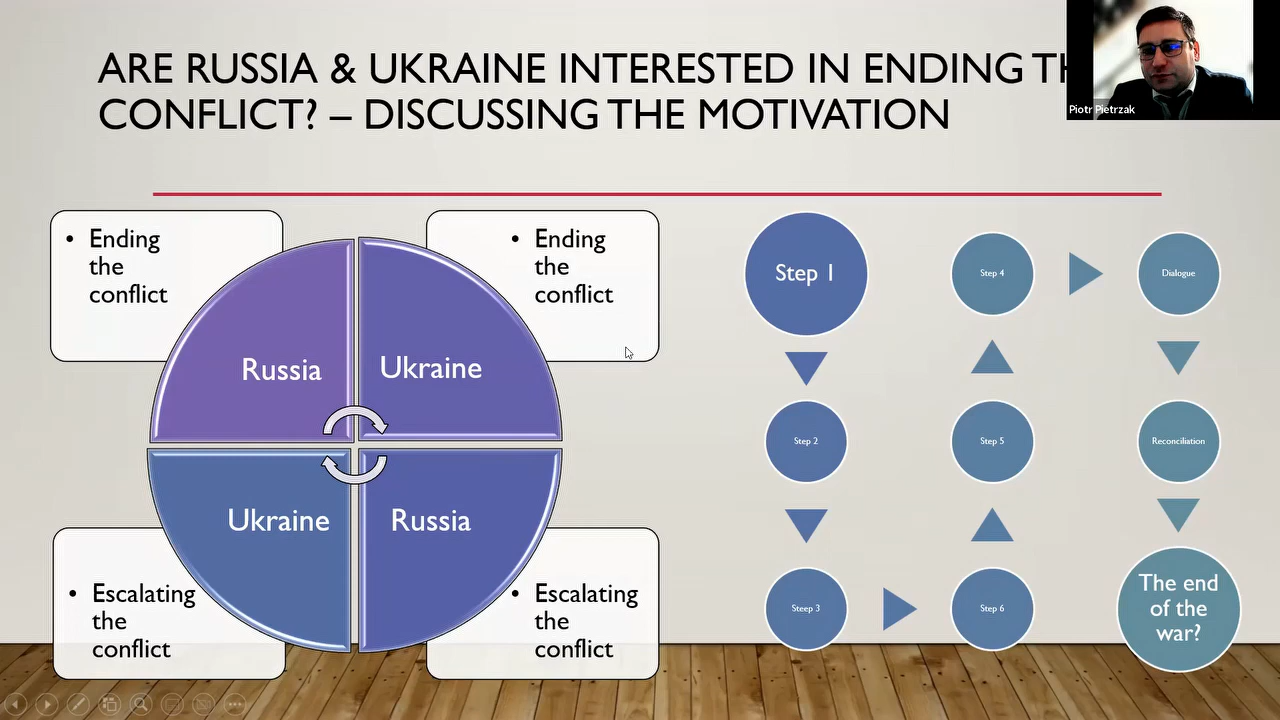 ARE RUSSIA & UKRAINE INTERESTED IN ENDING
CONFLICT? – DISCUSSING THE MOTIVATION
Piotr Pietrzak
• Ending
the
conflict
• Ending
the
conflict
Russia
Ukraine
Ukraine
Russia
• Escalating
the
conflict
• Escalating
the
conflict
Step 1
Step 2
Steep 3
Step 6
Step 5
Step 4
Dialogue
Reconciliation
The end
of the
war?